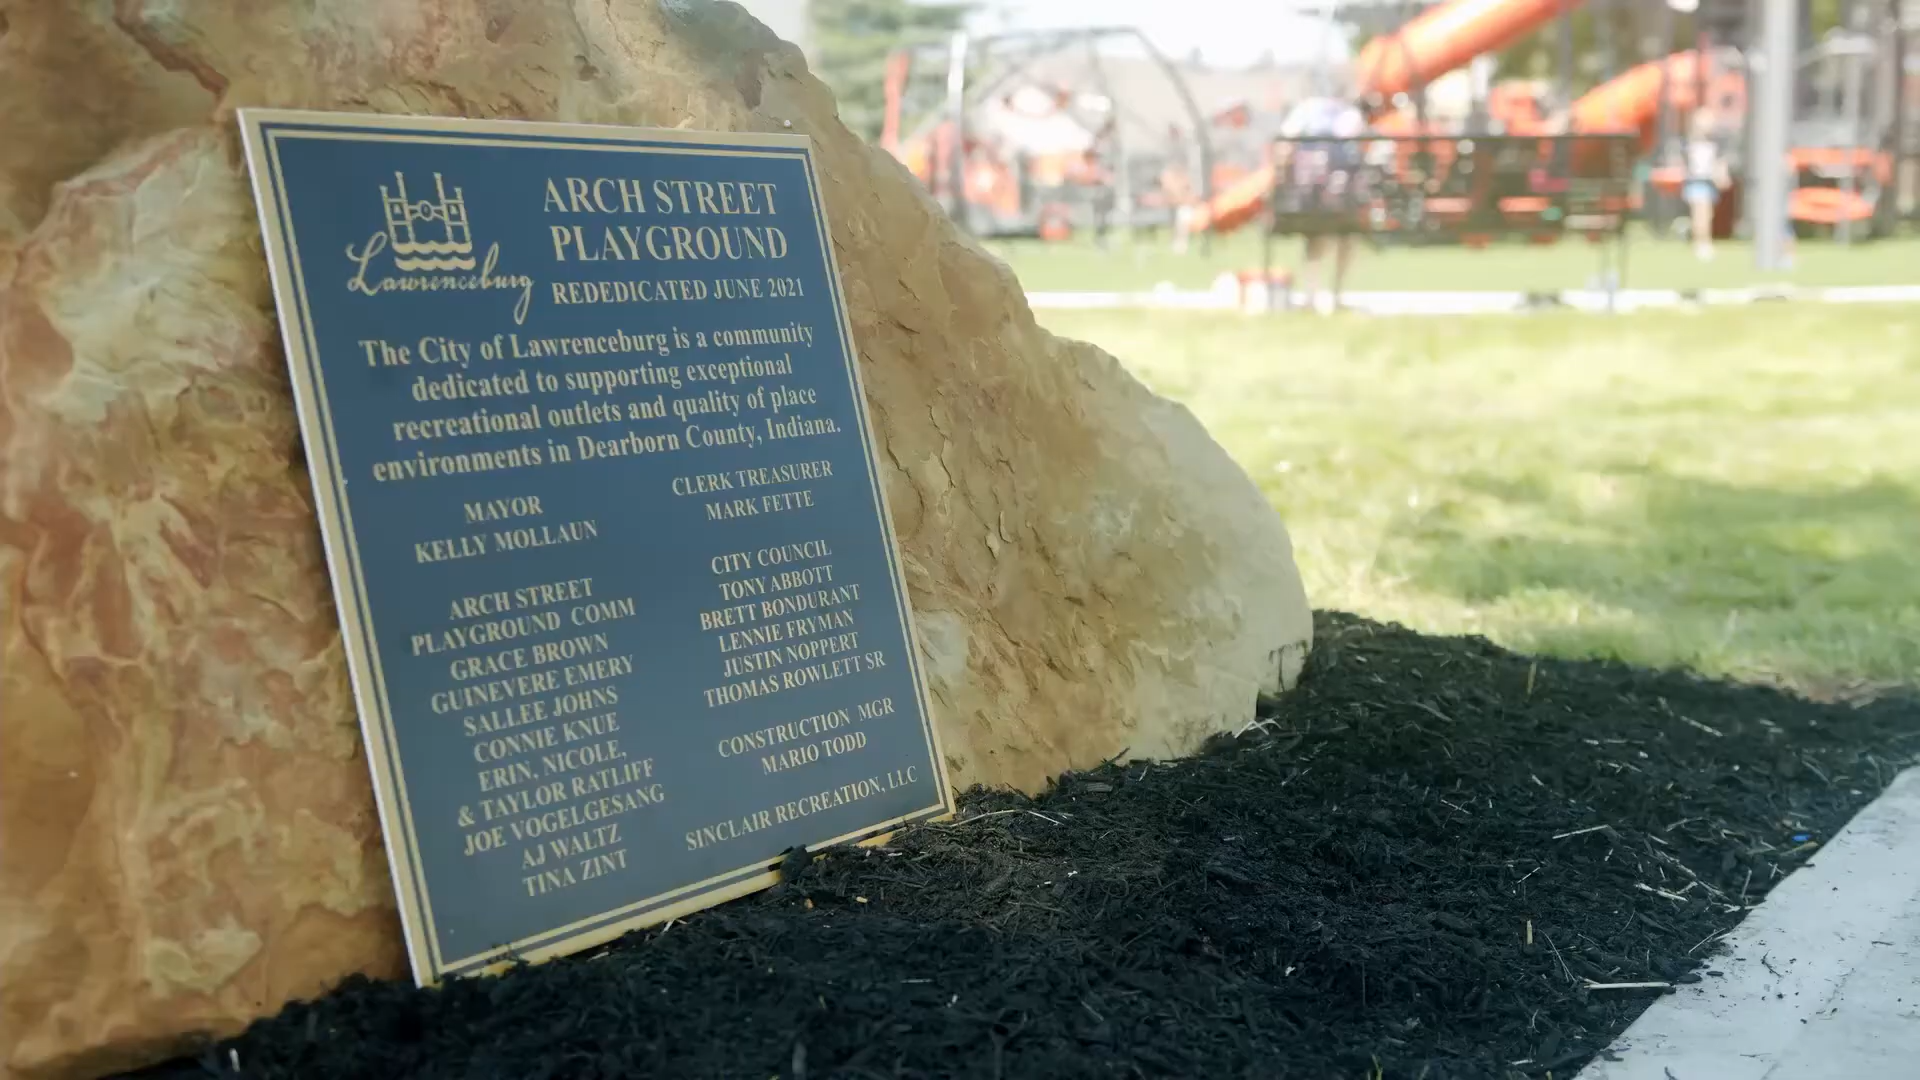 Lawrenceburg
ARCH STREET
PLAYGROUND
REDEDICATED JUNE 2021
The City of Lawrenceburg is a community
dedicated to supporting exceptional
recreational outlets and quality of place
environments in Dearborn County, Indiana.
MAYOR
KELLY MOLLAUN
ARCH STREET
PLAYGROUND COMM
GRACE BROWN
GUINEVERE EMERY
SALLEE JOHNS
CONNIE KNUE
ERIN, NICOLE,
& TAYLOR RATLIFF
JOE VOGELGESANG
AJ WALTZ
TINA ZINT
CLERK TREASURER
MARK FETTE
CITY COUNCIL
TONY ABBOTT
BRETT BONDURANT
LENNIE FRYMAN
JUSTIN NOPPERT
THOMAS ROWLETT SR
CONSTRUCTION MGR
MARIO TODD
SINCLAIR RECREATION, LLC